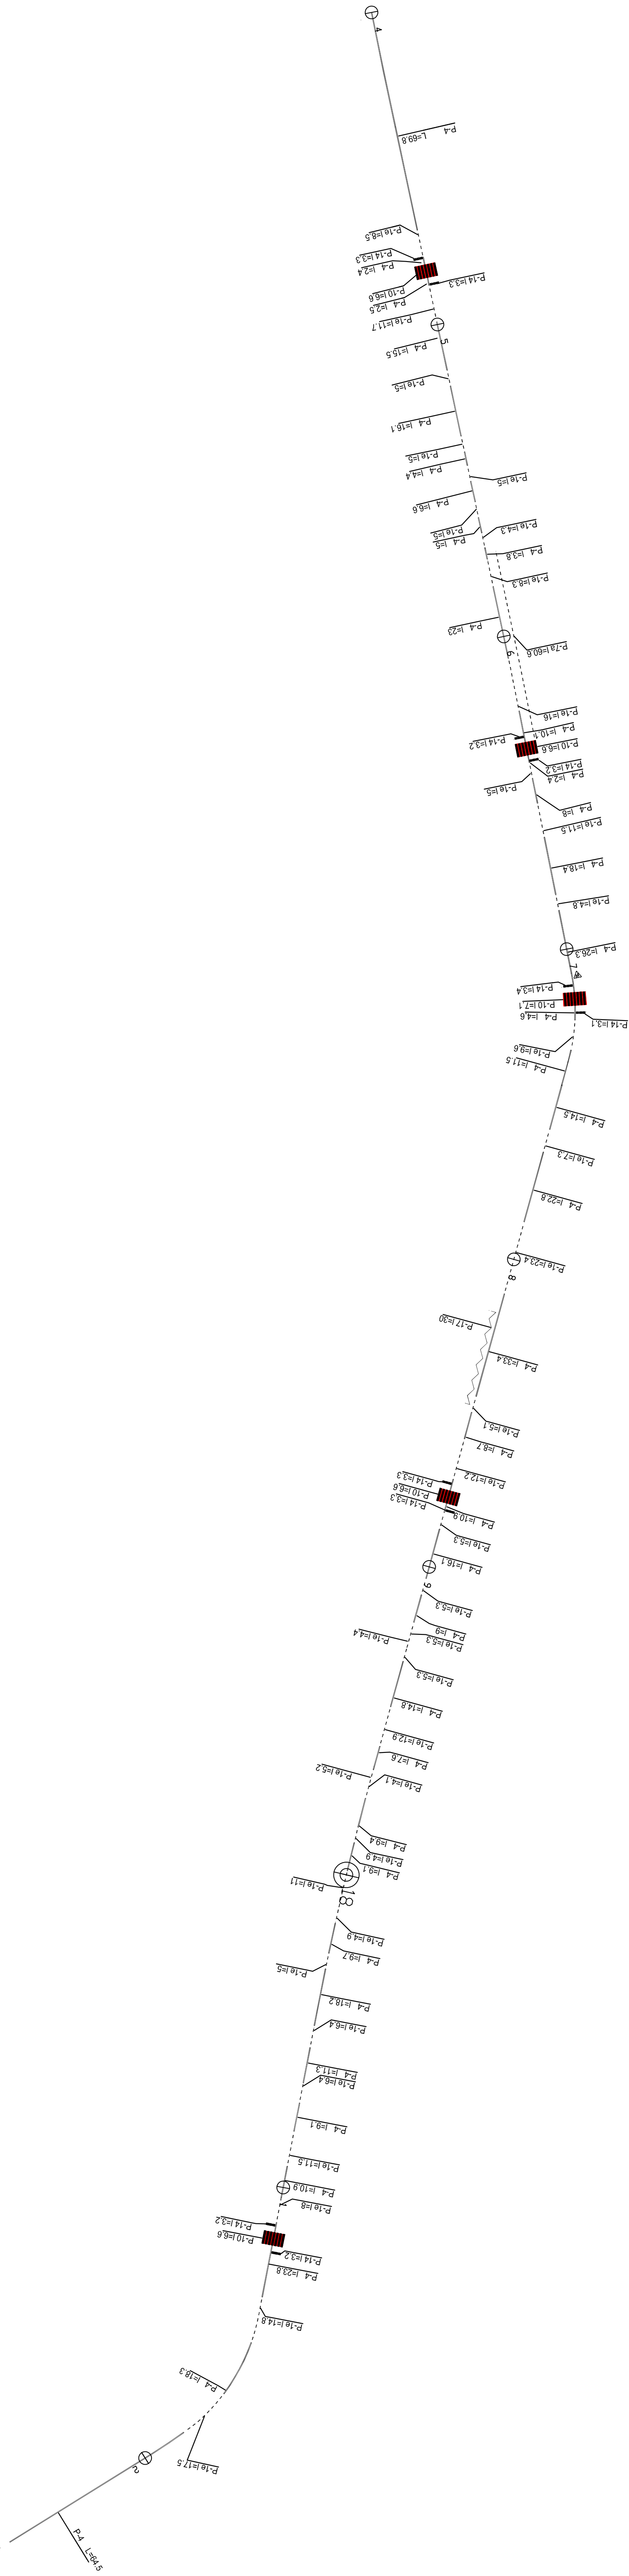 4
P-4 L=69.8
P-1e l=8.5
P-14 l=3.3
P-4 l=2.4
P-14 l=3.3
P-10 l=6.6
P-4 l=2.5
P-1e l=11.7
5
P-4 l=15.5
P-1e l=5
P-4 l=16.1
P-1e l=5
P-4 l=4.4
P-1e l=5
P-4 l=6.6
P-1e l=4.3
P-1e l=5
P-4 l=5
P-4 l=3.8
P-1e l=8.3
P-4 l=23
P-7a l=60.6
6
P-1e l=16
P-4 l=10.1
P-14 l=3.2
P-10 l=6.6
P-14 l=3.2
P-4 l=2.4
P-1e l=5
P-4 l=8
P-1e l=11.5
P-4 l=18.4
P-1e l=4.8
P-4 l=26.3
7
P-14 l=3.4
P-10 l=7.1
P-4 l=4.6
P-14 l=3.1
P-1e l=9.6
P-4 l=11.5
P-4 l=14.5
P-1e l=7.3
P-4 l=22.8
P-1e l=23.4
8
P-17 l=30
P-4 l=33.4
P-1e l=5.1
P-4 l=8.7
P-1e l=12.2
P-14 l=3.3
P-10 l=6.6
P-14 l=3.3
P-4 l=10.9
P-1e l=5.3
P-4 l=16.1
9
P-1e l=5.3
P-4 l=9
P-1e l=5.3
P-1e l=4.4
P-1e l=5.3
P-4 l=14.8
P-1e l=12.9
P-4 l=7.6
P-1e l=5.2
P-1e l=4.1
P-4 l=9.4
P-1e l=4.9
P-4 l=9.1
P-1e l=11
18
P-1e l=4.9
P-4 l=9.7
P-1e l=5
P-4 l=18.2
P-1e l=6.4
P-4 l=11.3
P-1e l=6.4
P-4 l=9.1
P-1e l=11.5
P-4 l=10.9
1
P-1e l=8
P-14 l=3.2
P-10 l=6.6
P-14 l=3.2
P-4 l=23.8
P-1e l=14.8
P-4 l=18.3
P-1e l=17.5
2
P-4 L=64.5